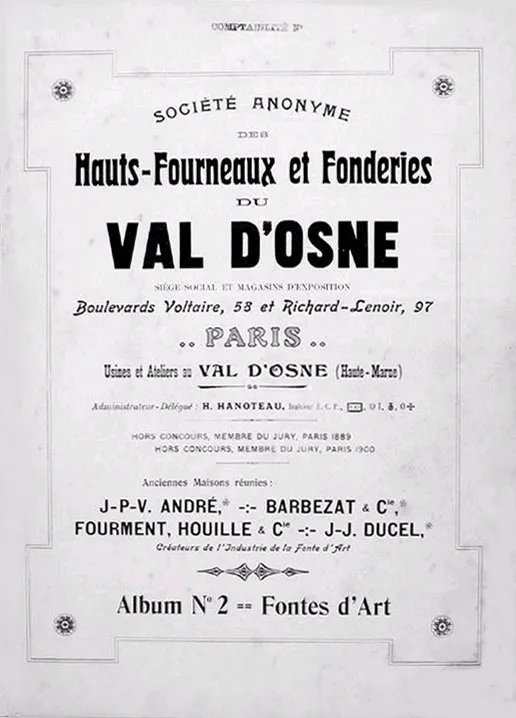 COMPTABILITÉ Nº
SOCIÉTÉ ANONYME
DES
Hauts-Fourneaux et Fonderies
DU
VAL D'OSNE
SIÈGE SOCIAL ET MAGASINS D'EXPOSITION
Boulevards Voltaire, 58 et Richard-Lenoir, 97
.. PARIS ..
Usines et Ateliers au VAL D'OSNE (Haute-Marne)
Administrateur-Délégué : H. HANOTEAU, Ingénieur E. C. P.,
HORS CONCOURS, MEMBRE DU JURY, PARIS 1889
HORS CONCOURS, MEMBRE DU JURY, PARIS 1900
Anciennes Maisons réunies :
J-P-V. ANDRÉ,* -:- BARBEZAT & Cie,*
FOURMENT, HOUILLE & Cie -:- J-J. DUCEL,*
Créateurs de l'Industrie de la Fonte d'Art
Album Nº 2 == Fontes d'Art